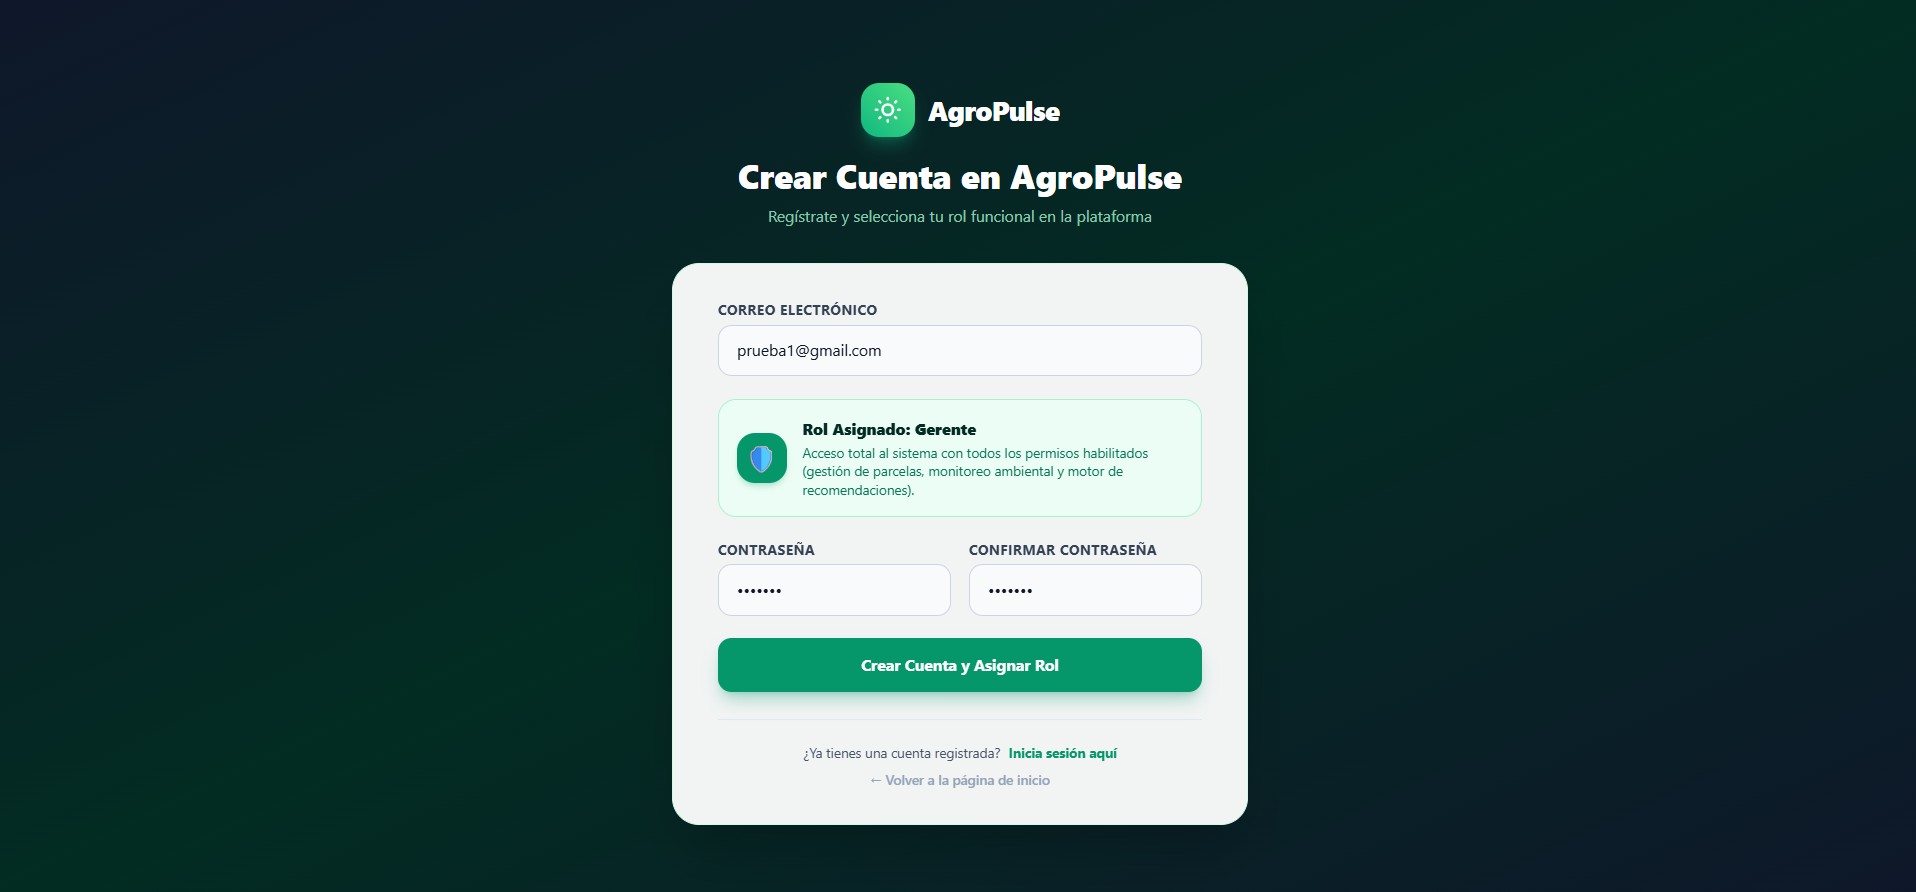 AgroPulse
Crear Cuenta en AgroPulse
Regístrate y selecciona tu rol funcional en la plataforma
CORREO ELECTRÓNICO
prueba1@gmail.com
Rol Asignado: Gerente
Acceso total al sistema con todos los permisos habilitados
(gestión de parcelas, monitoreo ambiental y motor de
recomendaciones).
CONTRASEÑA CONFIRMAR CONTRASEÑA
••••••• •••••••
Crear Cuenta y Asignar Rol
¿Ya tienes una cuenta registrada? Inicia sesión aquí
← Volver a la página de inicio